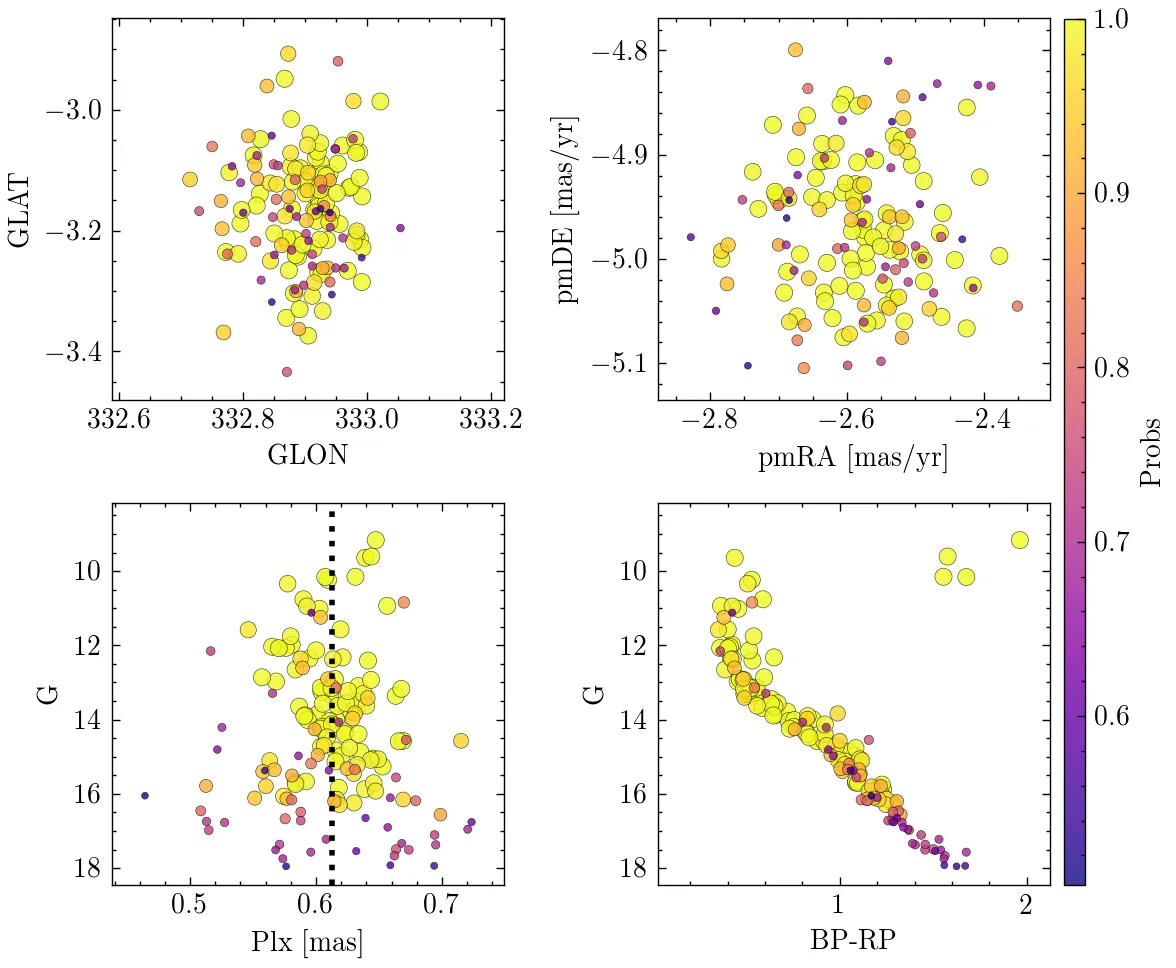 −3.0
−3.2
−3.4
GLAT
332.6 332.8 333.0 333.2
GLON
−4.8
−4.9
−5.0
−5.1
pmDE [mas/yr]
−2.8 −2.6 −2.4
pmRA [mas/yr]
1.0
0.9
0.8
0.7
0.6
Probs
10
12
14
16
18
G
0.5 0.6 0.7
Plx [mas]
10
12
14
16
18
G
1 2
BP-RP